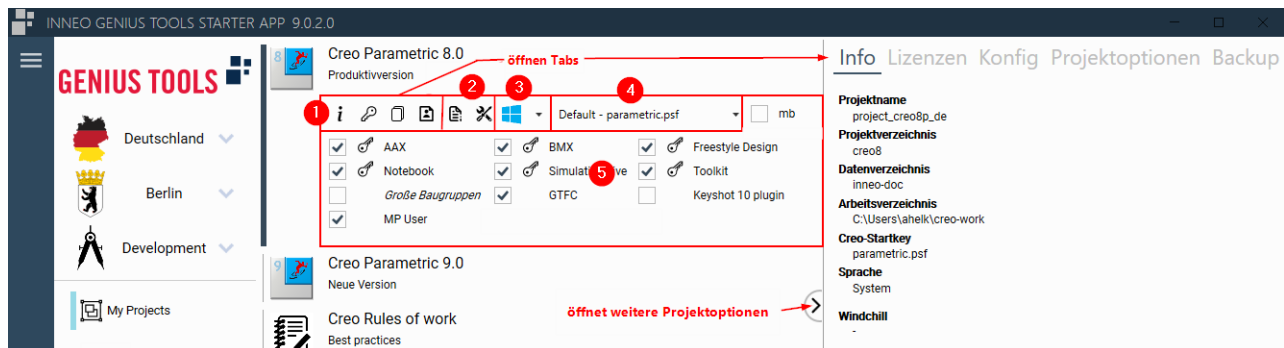 INNEO GENIUS TOOLS STARTER APP 9.0.2.0
GENIUS TOOLS
Deutschland
Berlin
Development
My Projects
8
Creo Parametric 8.0
Produktivversion
öffnen Tabs
1
2
3
4
i
Default - parametric.psf
mb
AAX
BMX
Freestyle Design
Notebook
Simulati 5 ve
Toolkit
Große Baugruppen
GTFC
Keyshot 10 plugin
MP User
9
Creo Parametric 9.0
Neue Version
öffnet weitere Projektoptionen
Creo Rules of work
Best practices
Info Lizenzen Konfig Projektoptionen Backup
Projektname
project_creo8p_de
Projektverzeichnis
creo8
Datenverzeichnis
inneo-doc
Arbeitsverzeichnis
C:\Users\ahelk\creo-work
Creo-Startkey
parametric.psf
Sprache
System
Windchill
-